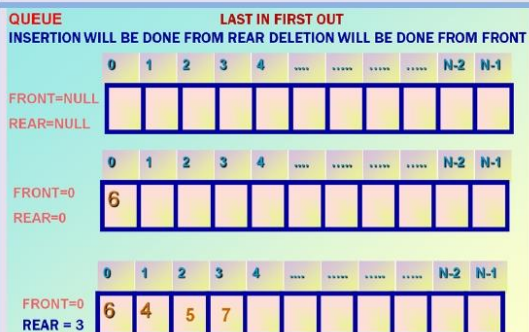 QUEUE LAST IN FIRST OUT
INSERTION WILL BE DONE FROM REAR DELETION WILL BE DONE FROM FRONT
0 1 2 3 4 .... ..... ..... ..... N-2 N-1
FRONT=NULL
REAR=NULL
0 1 2 3 4 .... ..... ..... ..... N-2 N-1
FRONT=0
6
REAR=0
0 1 2 3 4 .... ..... ..... ..... N-2 N-1
FRONT=0
6 4 5 7
REAR = 3